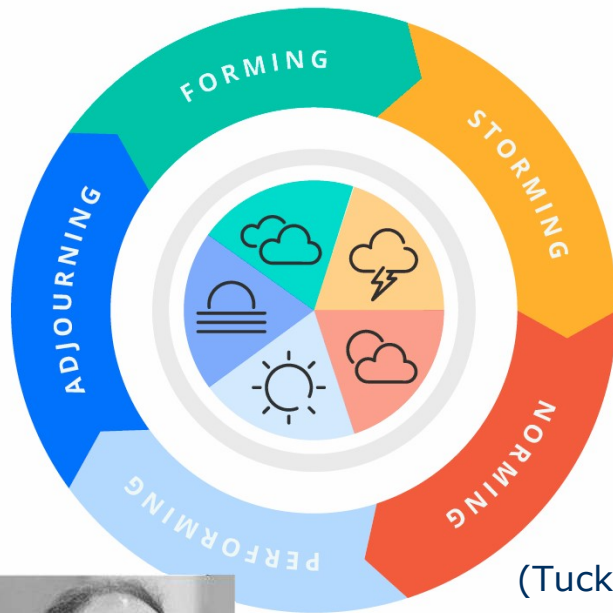 FORMING
STORMING
NORMING
PERFORMING
ADJOURNING
(Tuck